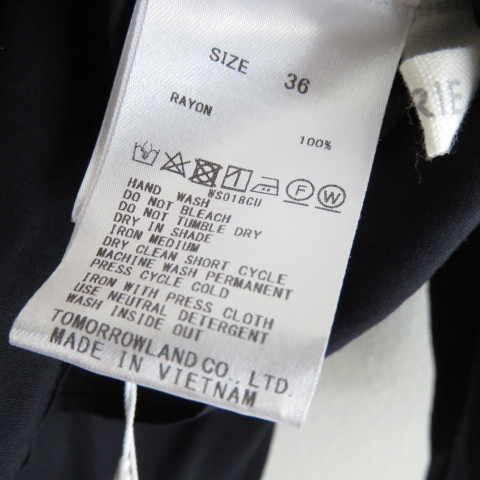 SIZE 36
RAYON 100%
F W
WS018CU
HAND WASH
DO NOT BLEACH
DO NOT TUMBLE DRY
DRY IN SHADE
IRON MEDIUM
DRY CLEAN SHORT CYCLE
MACHINE WASH PERMANENT
PRESS CYCLE COLD
IRON WITH PRESS CLOTH
USE NEUTRAL DETERGENT
WASH INSIDE OUT
TOMORROWLAND CO., LTD.
MADE IN VIETNAM